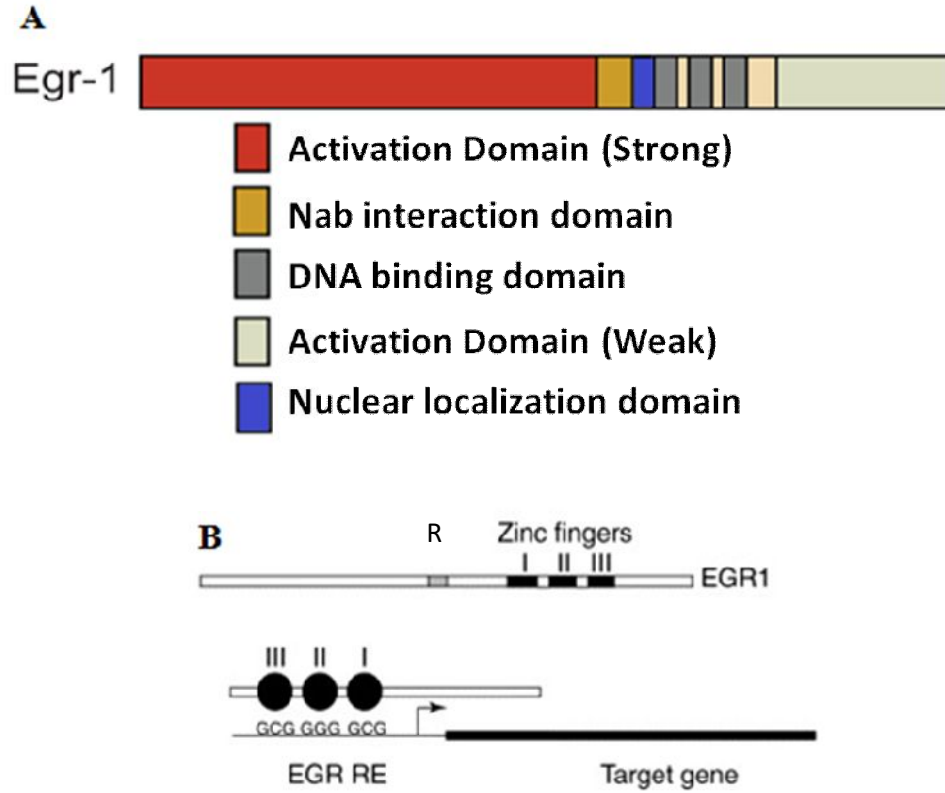 A
Egr-1
Activation Domain (Strong)
Nab interaction domain
DNA binding domain
Activation Domain (Weak)
Nuclear localization domain
B
R
Zinc fingers
I II III
EGR1
III II I
GCG GGG GCG
EGR RE
Target gene